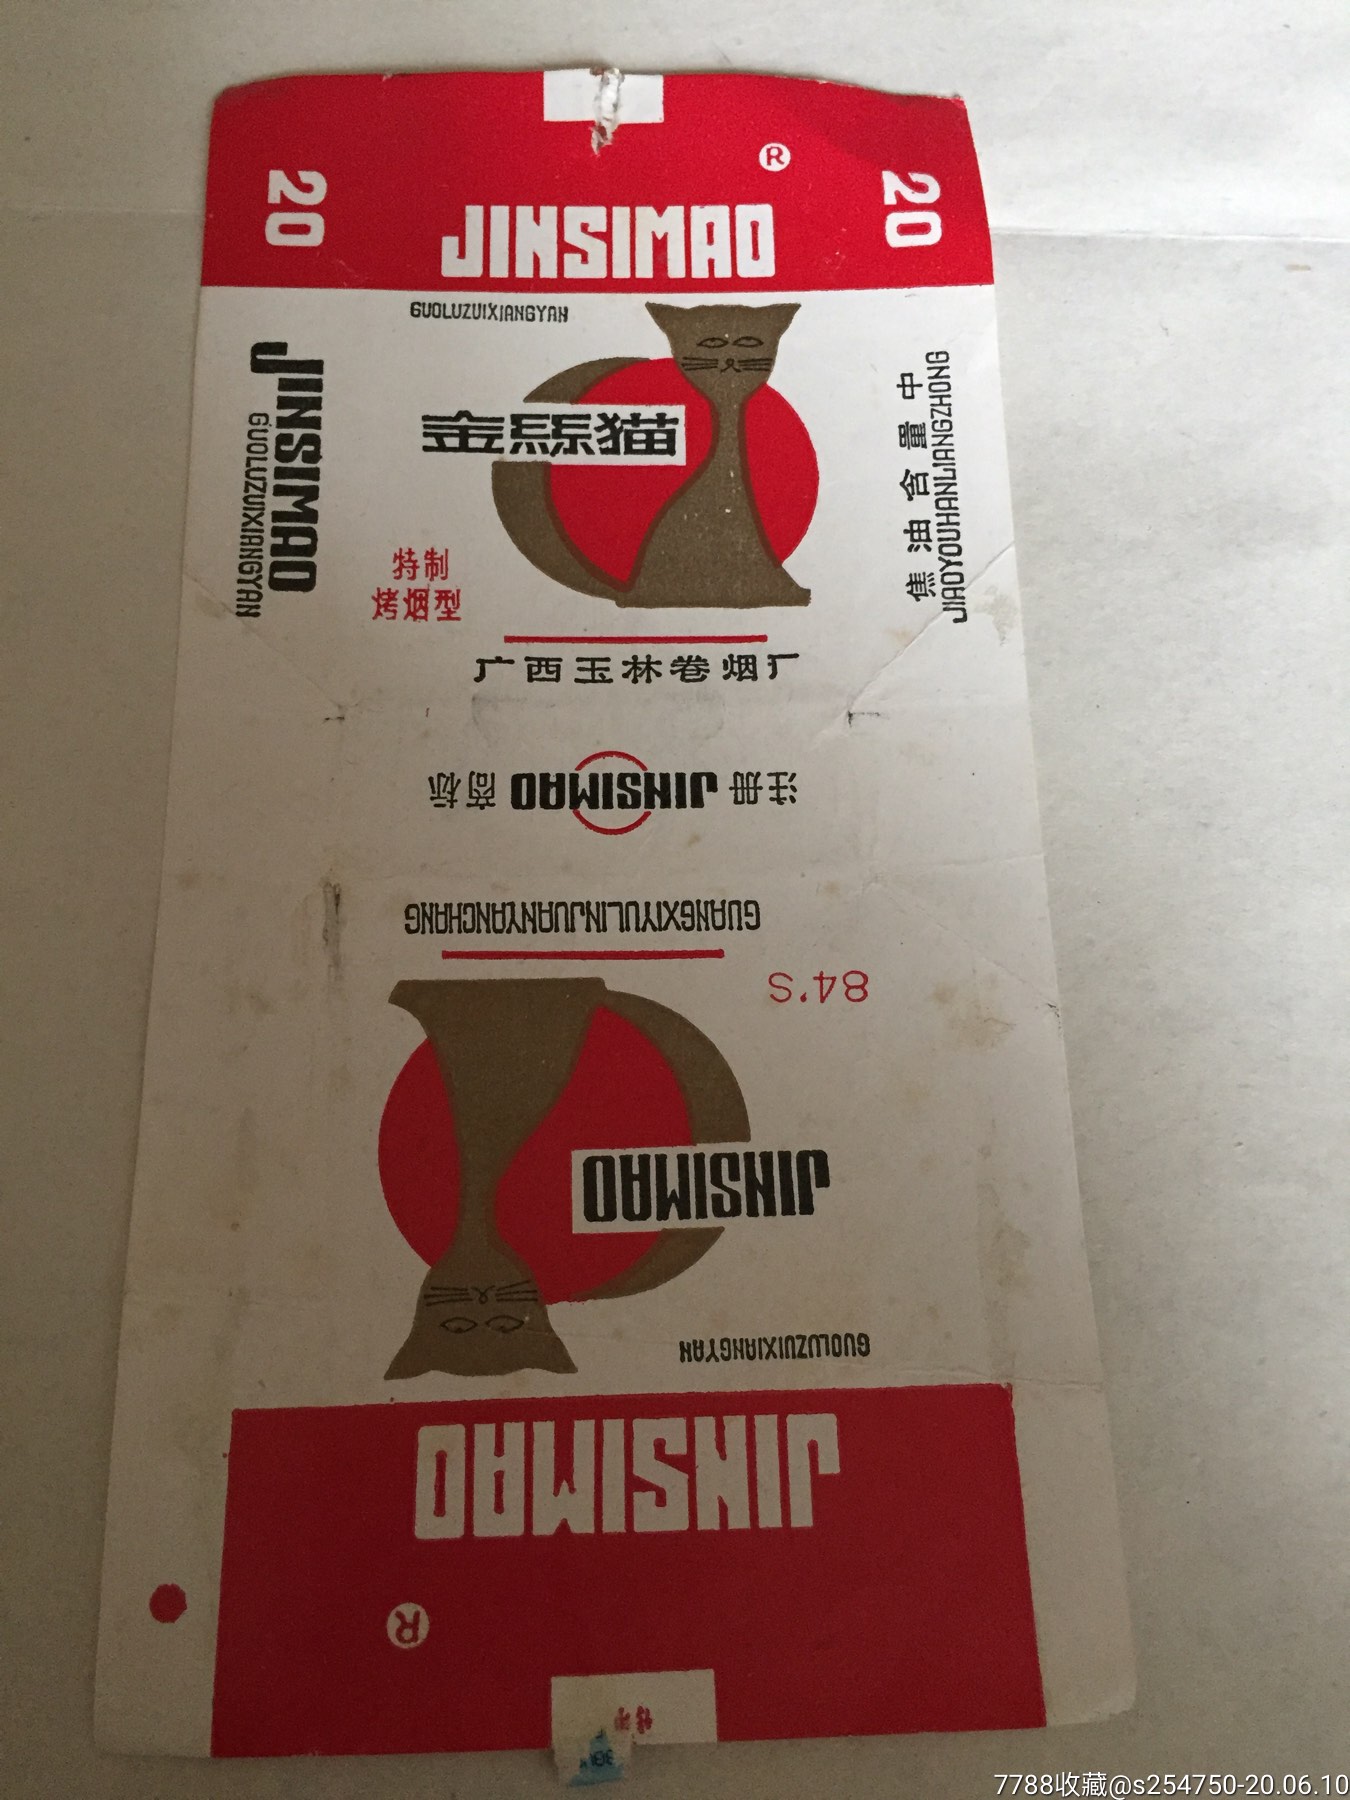 20
®
20
JINSIMAO
GUOLUZUIXIANGYAN
金絲猫
特制
烤烟型
广西玉林卷烟厂
JINSIMAO
GUOLUZUIXIANGYAN
焦油含量中
JIAOYOUHANLIANGZHONG
注册 JINSIMAO 商标
GUANGXIYULINJUANYANCHANG
84'S
JINSIMAO
GUOLUZUIXIANGYAN
JINSIMAO
®
7788收藏@s254750-20.06.10